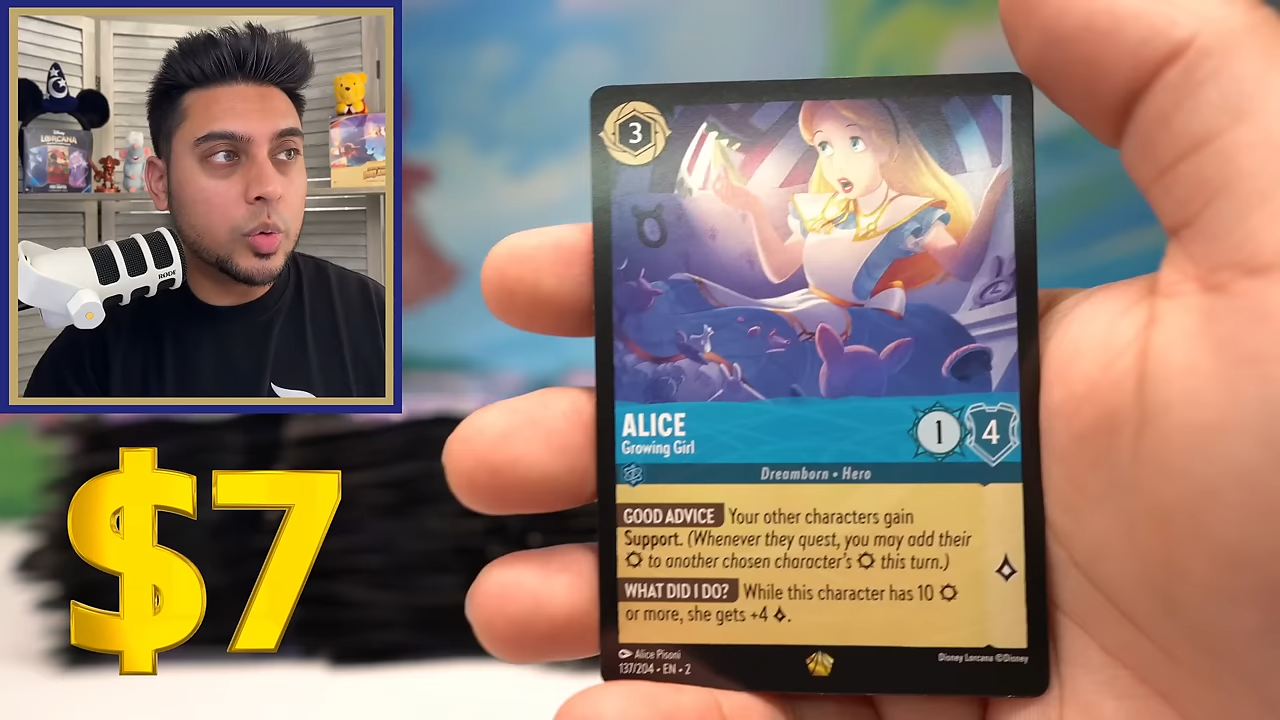 LORCANA
RØDE
$7
3
ALICE
Growing Girl
1
4
Dreamborn • Hero
GOOD ADVICE Your other characters gain
Support. (Whenever they quest, you may add their
to another chosen character's this turn.)
WHAT DID I DO? While this character has 10
or more, she gets +4 .
Alice Pisoni
137/204 • EN • 2
Disney Lorcana ©Disney